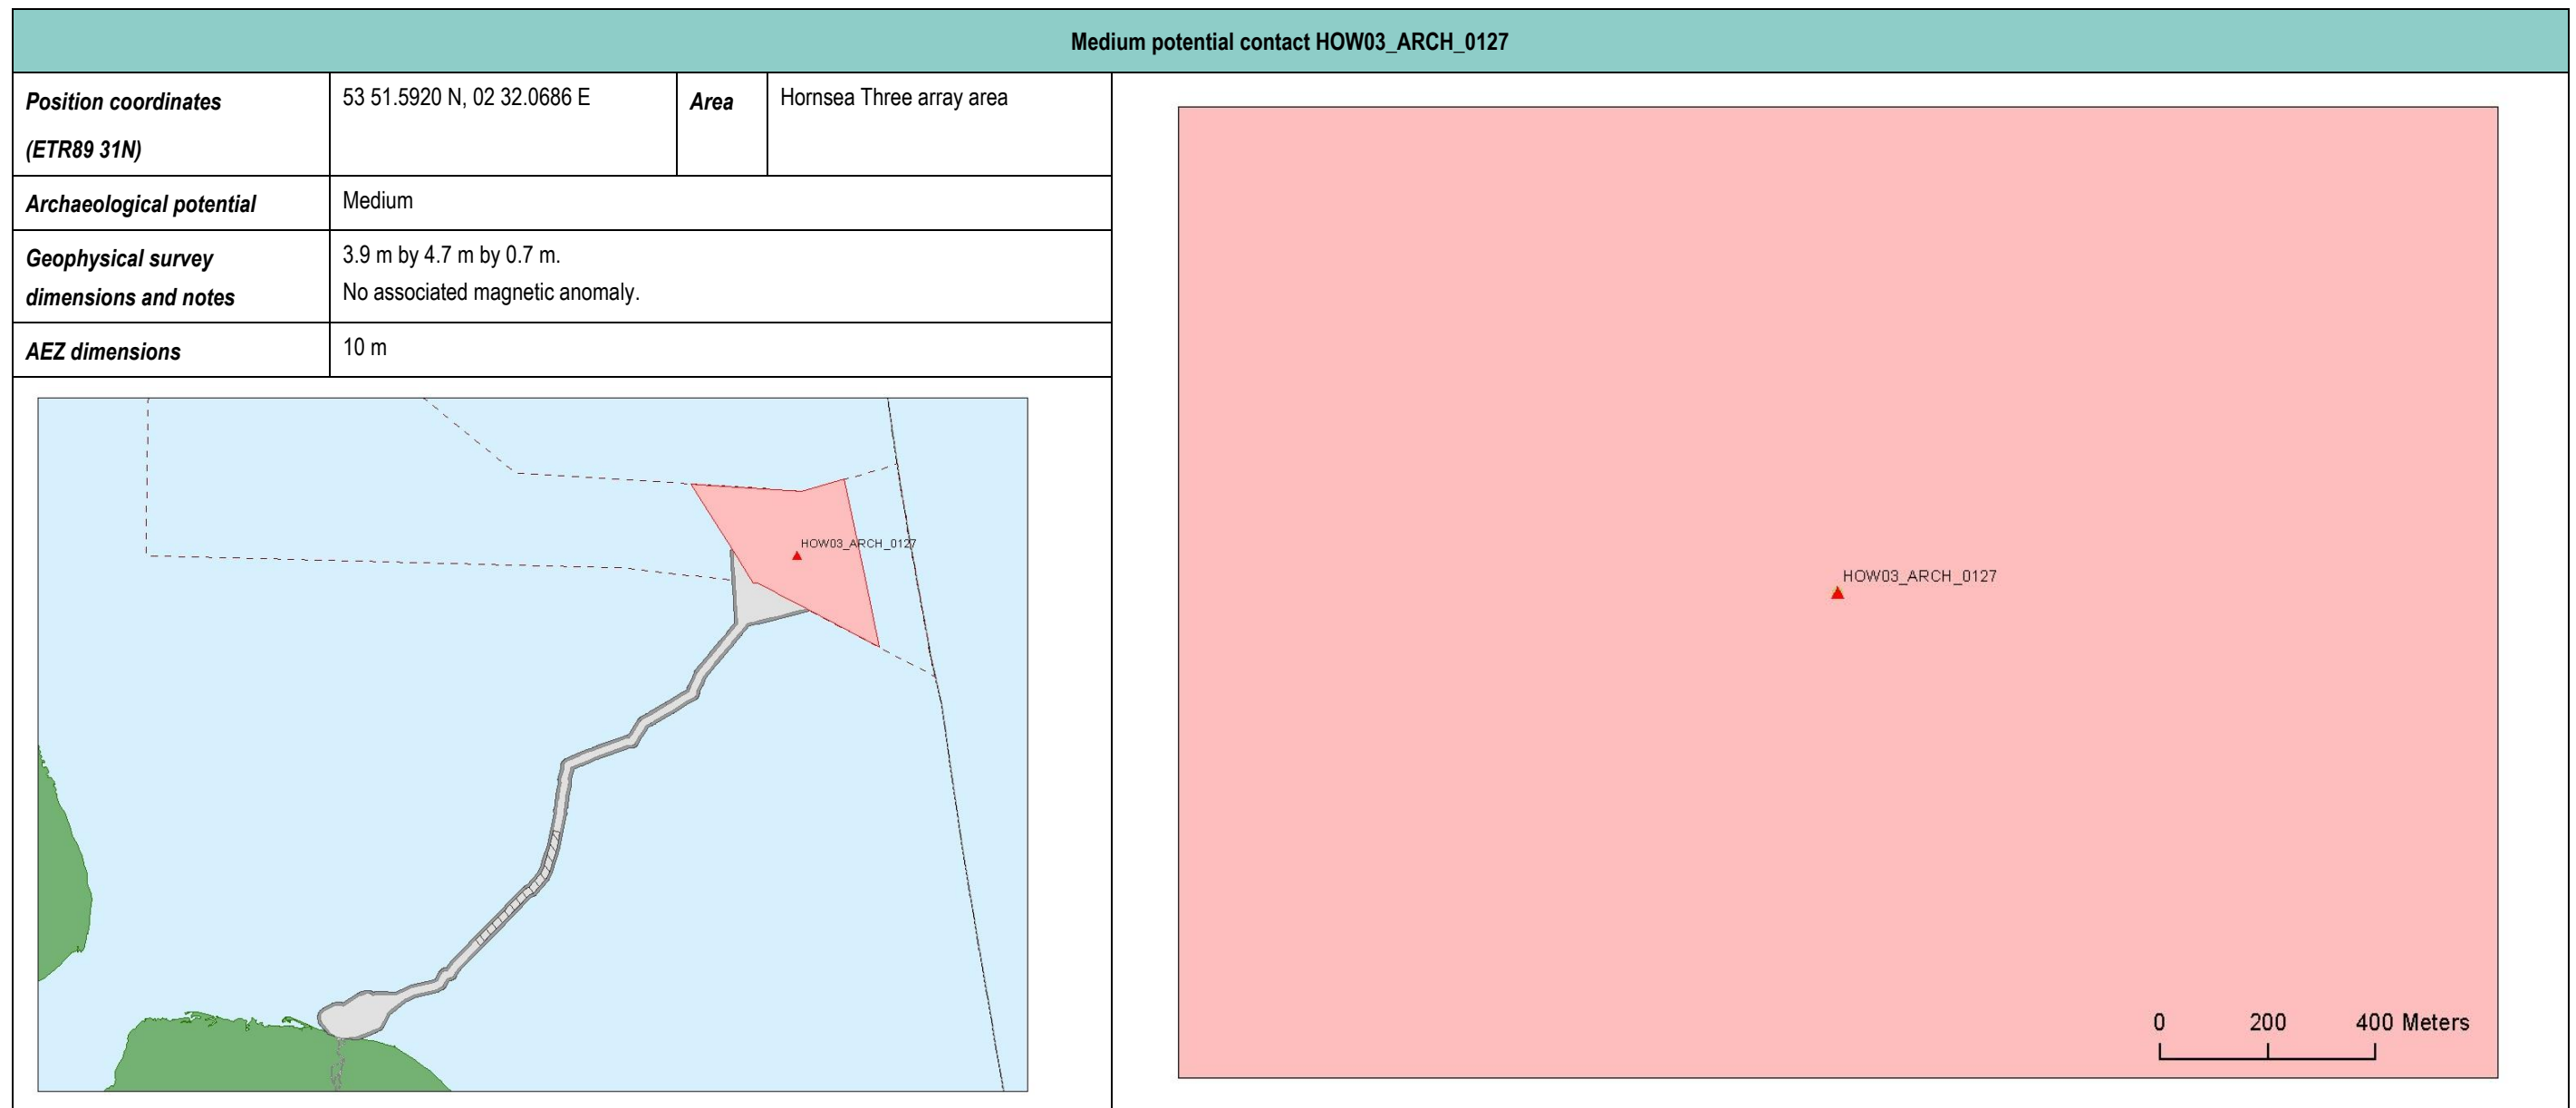 Medium potential contact HOW03_ARCH_0127
Position coordinates
(ETR89 31N)
53 51.5920 N, 02 32.0686 E
Area
Hornsea Three array area
Archaeological potential
Medium
Geophysical survey
dimensions and notes
3.9 m by 4.7 m by 0.7 m.
No associated magnetic anomaly.
AEZ dimensions
10 m
HOW03_ARCH_0127
HOW03_ARCH_0127
0 200 400 Meters